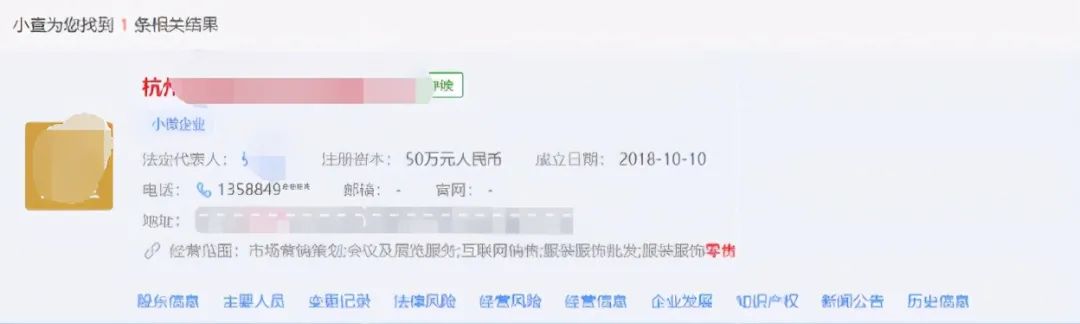 小查为您找到 1 条相关结果
杭州 存续
小微企业
法定代表人： 注册资本： 50万元人民币 成立日期： 2018-10-10
电话： 1358849**** 邮箱： - 官网： -
地址：
经营范围：市场营销策划;会议及展览服务;互联网销售;服装服饰批发;服装服饰零售
股东信息 主要人员 变更记录 法律风险 经营风险 经营信息 企业发展 知识产权 新闻公告 历史信息